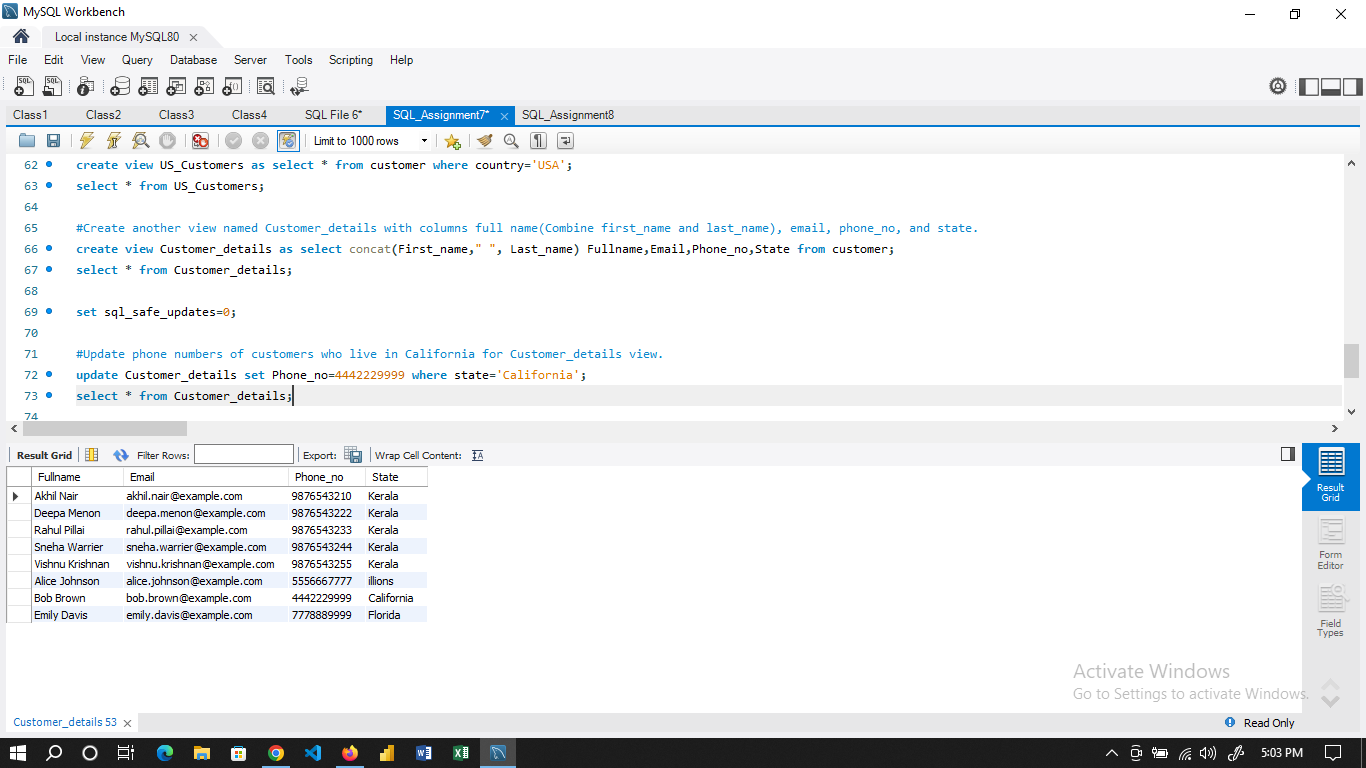 MySQL Workbench
Local instance MySQL80
File Edit View Query Database Server Tools Scripting Help
Class1 Class2 Class3 Class4 SQL File 6* SQL_Assignment7* SQL_Assignment8
Limit to 1000 rows
62 create view US_Customers as select * from customer where country='USA';
63 select * from US_Customers;
64
65 #Create another view named Customer_details with columns full name(Combine first_name and last_name), email, phone_no, and state.
66 create view Customer_details as select concat(First_name," ", Last_name) Fullname,Email,Phone_no,State from customer;
67 select * from Customer_details;
68
69 set sql_safe_updates=0;
70
71 #Update phone numbers of customers who live in California for Customer_details view.
72 update Customer_details set Phone_no=4442229999 where state='California';
73 select * from Customer_details;
74
Result Grid Filter Rows: Export: Wrap Cell Content:
Fullname Email Phone_no State
Akhil Nair akhil.nair@example.com 9876543210 Kerala
Deepa Menon deepa.menon@example.com 9876543222 Kerala
Rahul Pillai rahul.pillai@example.com 9876543233 Kerala
Sneha Warrier sneha.warrier@example.com 9876543244 Kerala
Vishnu Krishnan vishnu.krishnan@example.com 9876543255 Kerala
Alice Johnson alice.johnson@example.com 5556667777 illions
Bob Brown bob.brown@example.com 4442229999 California
Emily Davis emily.davis@example.com 7778889999 Florida
Result
Grid
Form
Editor
Field
Types
Activate Windows
Go to Settings to activate Windows.
Customer_details 53 Read Only
5:03 PM